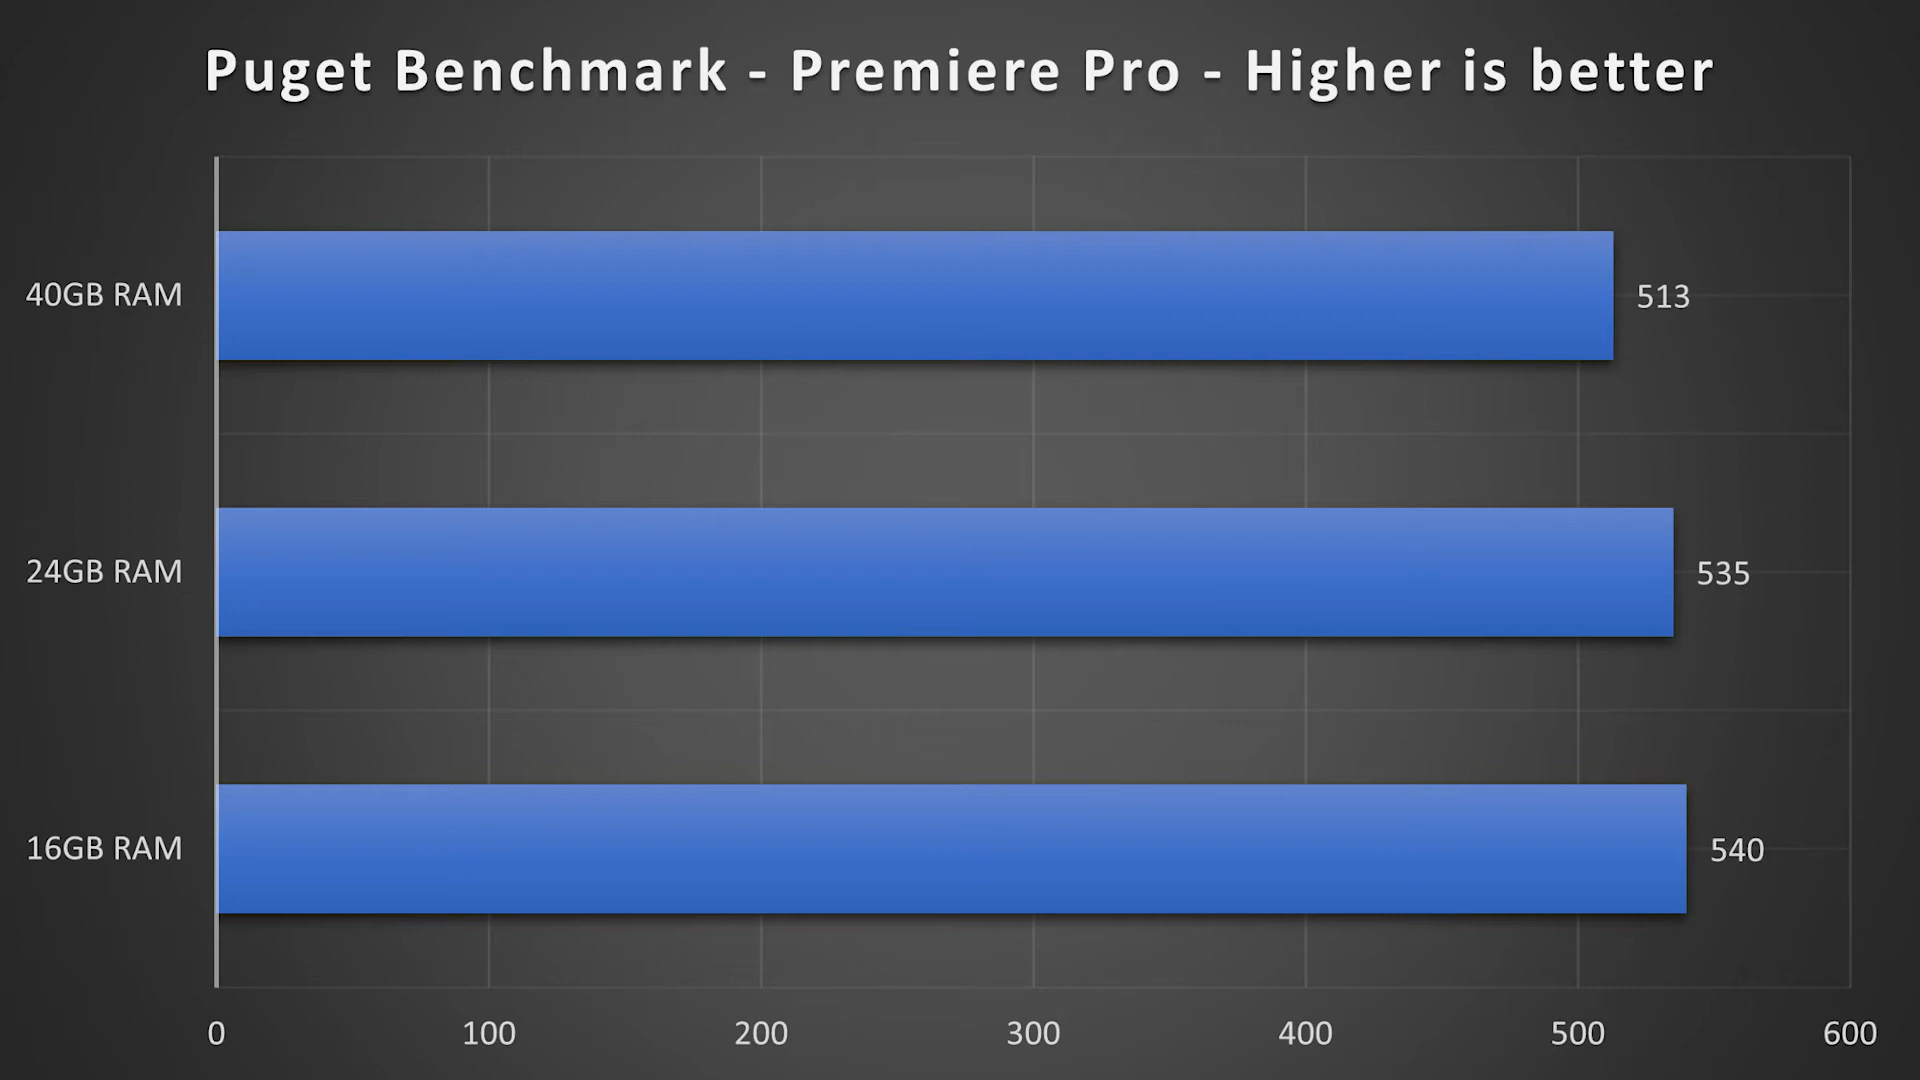 Puget Benchmark - Premiere Pro - Higher is better
40GB RAM
513
24GB RAM
535
16GB RAM
540
0 100 200 300 400 500 600